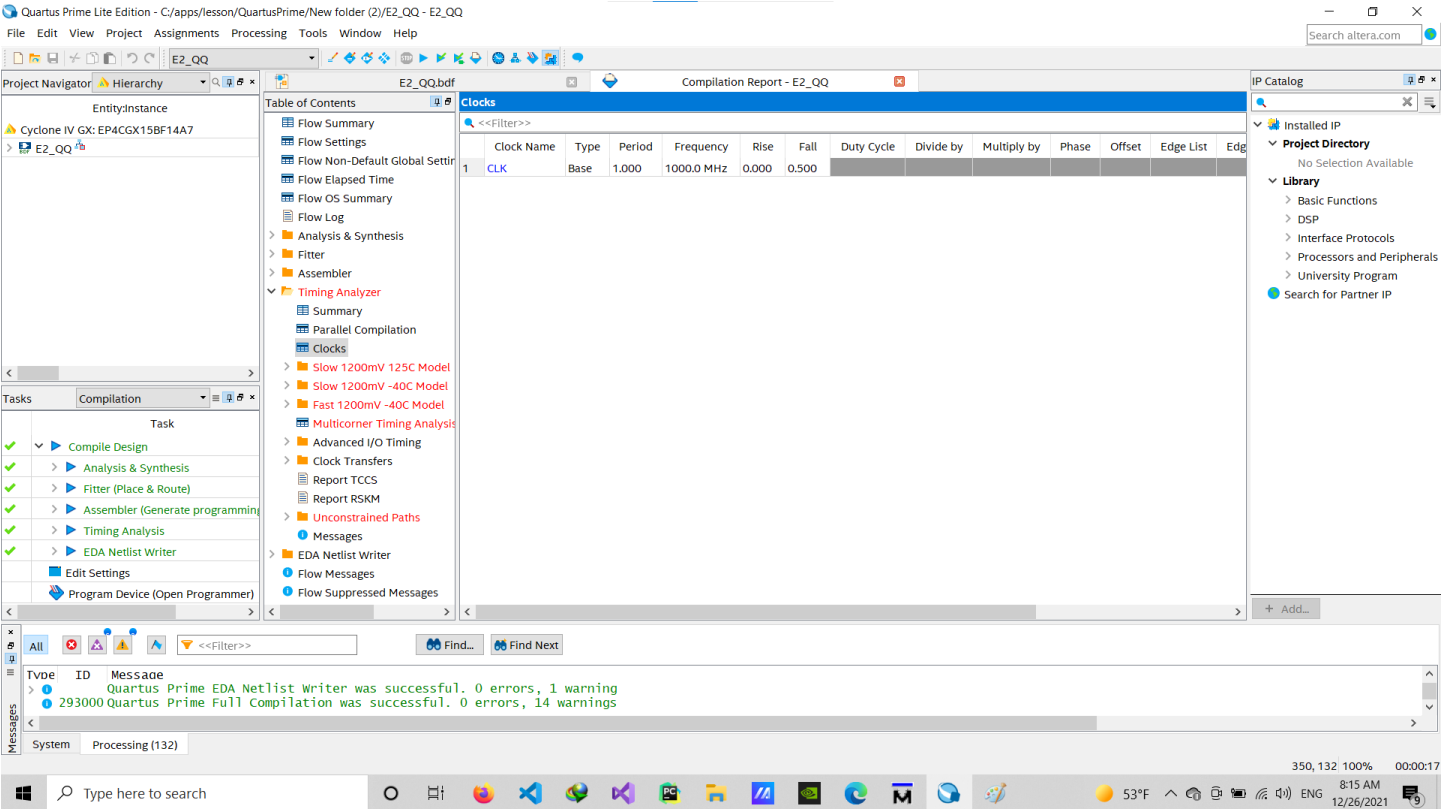 Quartus Prime Lite Edition - C:/apps/lesson/QuartusPrime/New folder (2)/E2_QQ - E2_QQ
File Edit View Project Assignments Processing Tools Window Help
Search altera.com
E2_QQ
Project Navigator Hierarchy
E2_QQ.bdf
Compilation Report - E2_QQ
IP Catalog
Entity:Instance
Cyclone IV GX: EP4CGX15BF14A7
E2_QQ
Table of Contents
Flow Summary
Flow Settings
Flow Non-Default Global Settin
Flow Elapsed Time
Flow OS Summary
Flow Log
Analysis & Synthesis
Fitter
Assembler
Timing Analyzer
Summary
Parallel Compilation
Clocks
Slow 1200mV 125C Model
Slow 1200mV -40C Model
Fast 1200mV -40C Model
Multicorner Timing Analysis
Advanced I/O Timing
Clock Transfers
Report TCCS
Report RSKM
Unconstrained Paths
Messages
EDA Netlist Writer
Flow Messages
Flow Suppressed Messages
Clocks
<<Filter>>
Clock Name Type Period Frequency Rise Fall Duty Cycle Divide by Multiply by Phase Offset Edge List Edg
1 CLK Base 1.000 1000.0 MHz 0.000 0.500
Installed IP
Project Directory
No Selection Available
Library
Basic Functions
DSP
Interface Protocols
Processors and Peripherals
University Program
Search for Partner IP
+ Add...
Tasks Compilation
Task
Compile Design
Analysis & Synthesis
Fitter (Place & Route)
Assembler (Generate programming
Timing Analysis
EDA Netlist Writer
Edit Settings
Program Device (Open Programmer)
All
<<Filter>>
Find...
Find Next
Type ID Message
Quartus Prime EDA Netlist Writer was successful. 0 errors, 1 warning
293000 Quartus Prime Full Compilation was successful. 0 errors, 14 warnings
Messages
System Processing (132)
350, 132 100% 00:00:17
Type here to search
53°F
ENG
8:15 AM
12/26/2021
9